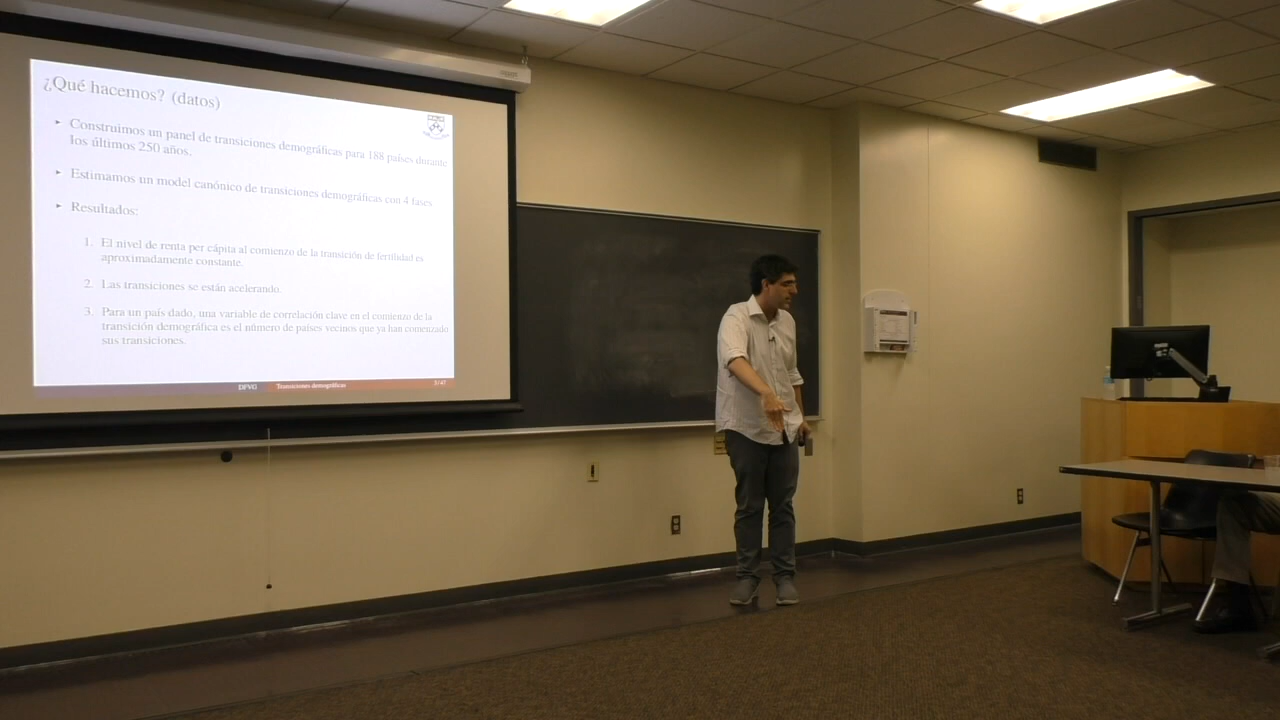 ¿Qué hacemos? (datos)
▸ Construimos un panel de transiciones demográficas para 188 países durante
los últimos 250 años.
▸ Estimamos un model canónico de transiciones demográficas con 4 fases
▸ Resultados:
1. El nivel de renta per cápita al comienzo de la transición de fertilidad es
aproximadamente constante.
2. Las transiciones se están acelerando.
3. Para un país dado, una variable de correlación clave en el comienzo de la
transición demográfica es el número de países vecinos que ya han comenzado
sus transiciones.
DPVG Transiciones demográficas 3/47